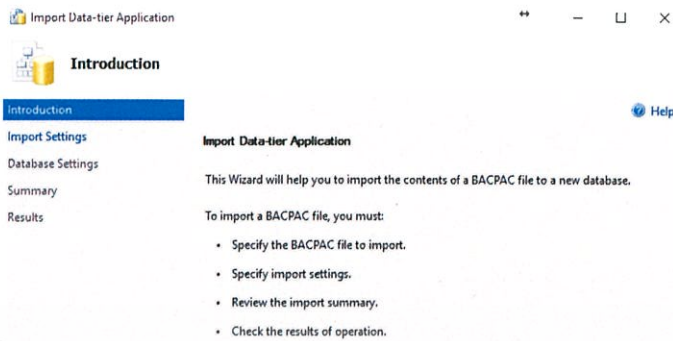 Import Data-tier Application
Introduction
Introduction
Help
Import Settings
Database Settings
Summary
Results
Import Data-tier Application
This Wizard will help you to import the contents of a BACPAC file to a new database.
To import a BACPAC file, you must:
• Specify the BACPAC file to import.
• Specify import settings.
• Review the import summary.
• Check the results of operation.